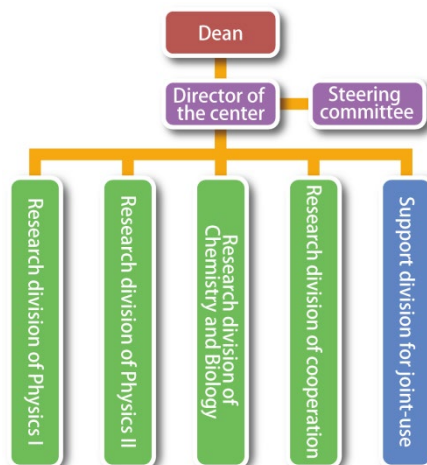 Dean
Director of
the center
Steering
committee
Research division of Physics I
Research division of Physics II
Research division of
Chemistry and Biology
Research division of cooperation
Support division for joint-use